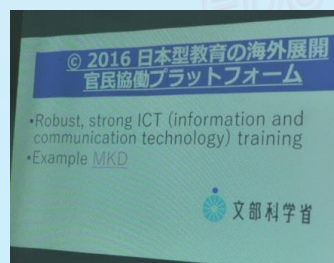 © 2016 日本型教育の海外展開
官民協働プラットフォーム
•Robust, strong ICT (information and
communication technology) training
•Example MKD
文部科学省